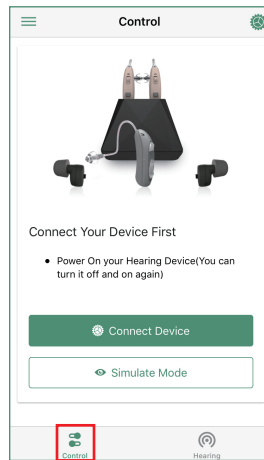 Control
Connect Your Device First
• Power On your Hearing Device(You can
turn it off and on again)
Connect Device
Simulate Mode
Control
Hearing